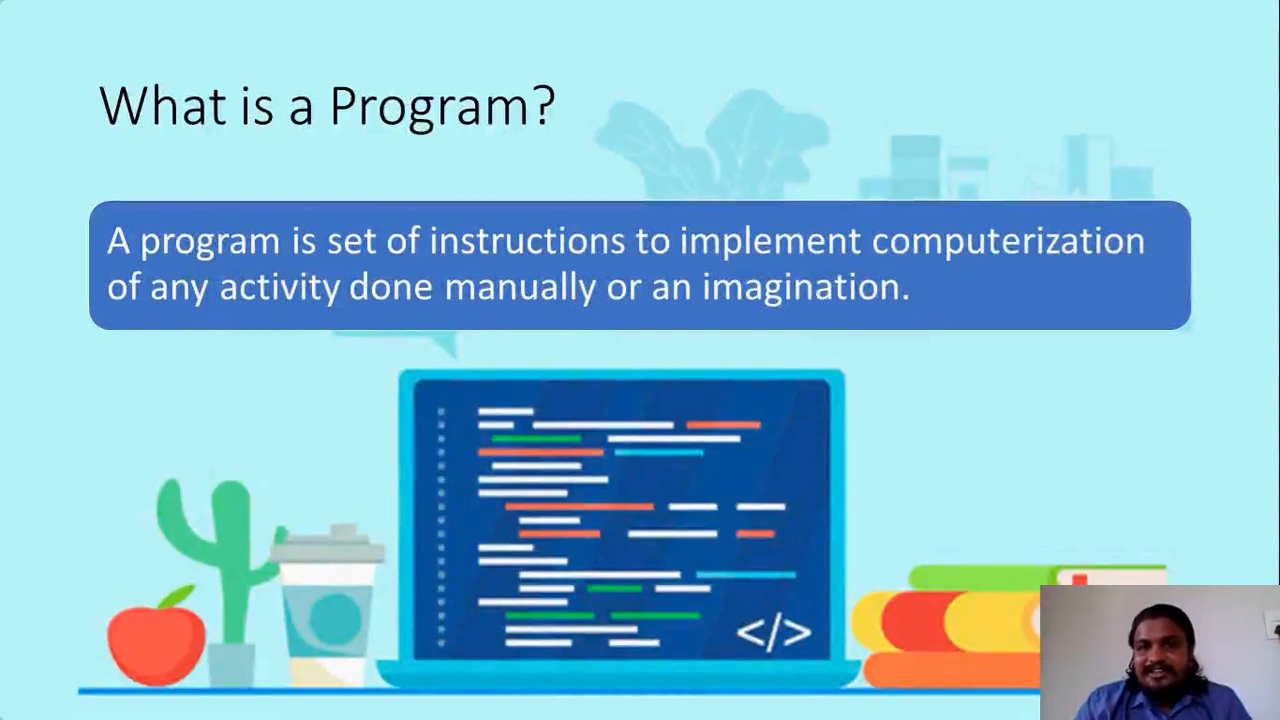 What is a Program?
A program is set of instructions to implement computerization
of any activity done manually or an imagination.
</>